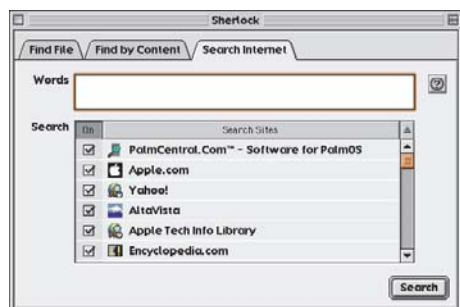 Sherlock
Find File Find by Content Search Internet
Words
?
Search On Search Sites
PalmCentral.Com™ - Software for PalmOS
Apple.com
Yahoo!
AltaVista
Apple Tech Info Library
Encyclopedia.com
Search